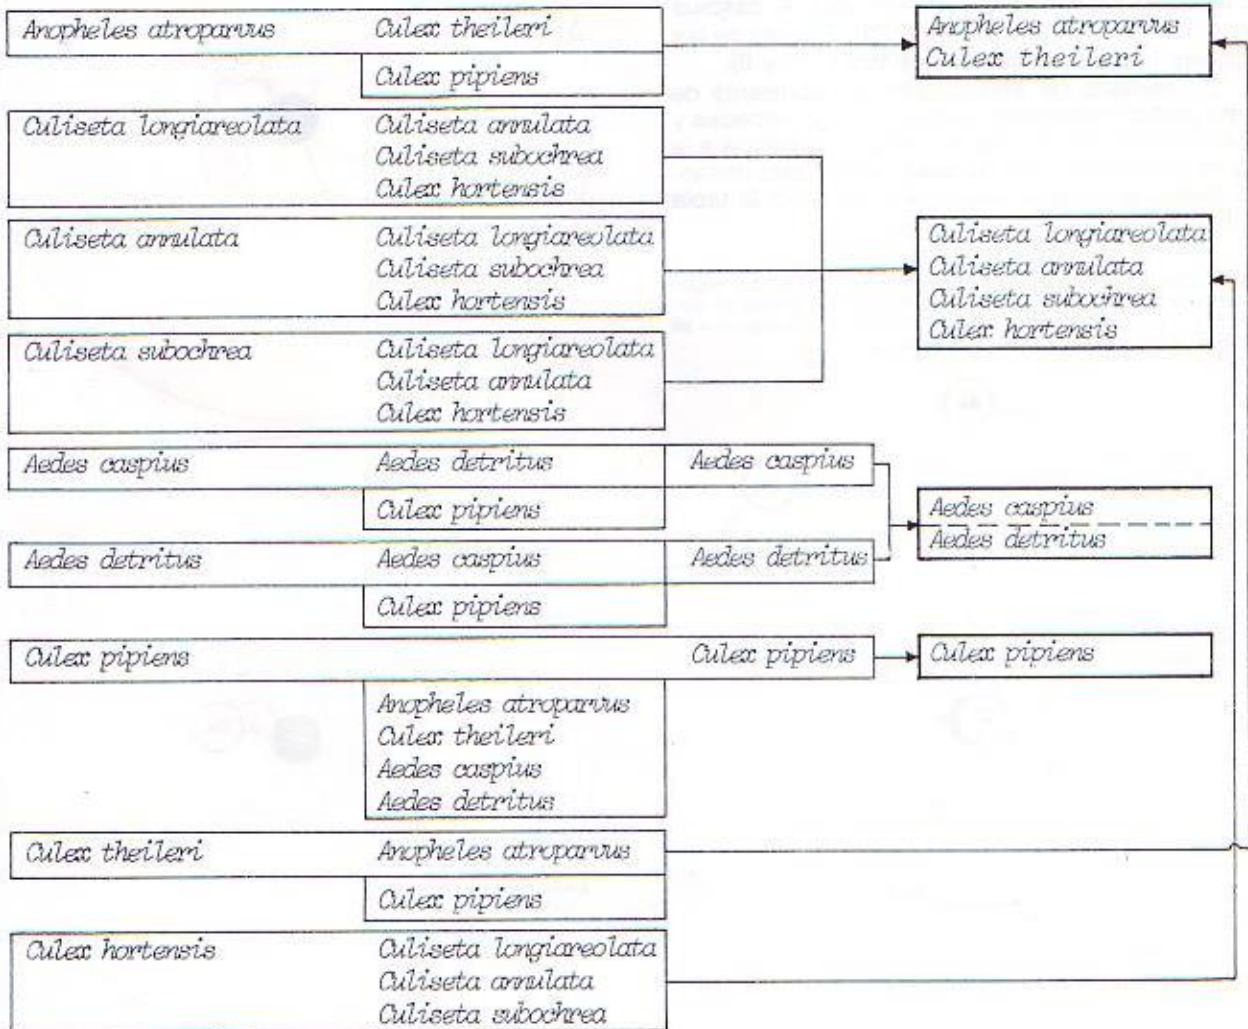 Anopheles atroparvus Culex theileri Anopheles atroparvus
Culex pipiens Culex theileri
Culiseta longiareolata Culiseta annulata
Culiseta subochrea
Culex hortensis
Culiseta annulata Culiseta longiareolata Culiseta longiareolata
Culiseta subochrea Culiseta annulata
Culex hortensis Culiseta subochrea
Culiseta subochrea Culiseta longiareolata Culex hortensis
Culiseta annulata
Culex hortensis
Aedes caspius Aedes detritus Aedes caspius
Culex pipiens Aedes caspius
Aedes detritus
Aedes detritus Aedes caspius Aedes detritus
Culex pipiens
Culex pipiens Culex pipiens Culex pipiens
Anopheles atroparvus
Culex theileri
Aedes caspius
Aedes detritus
Culex theileri Anopheles atroparvus
Culex pipiens
Culex hortensis Culiseta longiareolata
Culiseta annulata
Culiseta subochrea